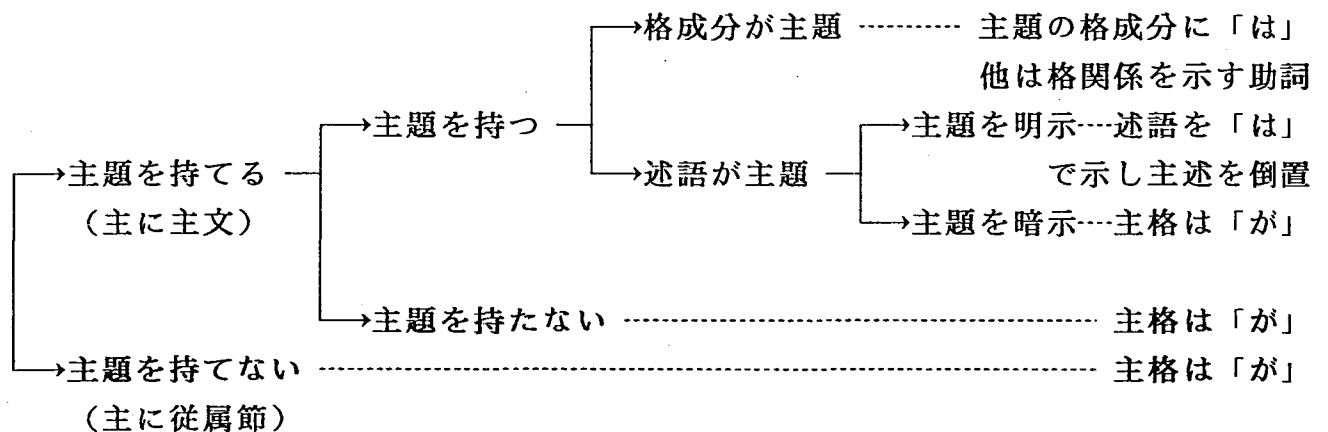 格成分が主題 ………… 主題の格成分に「は」
他は格関係を示す助詞
主題を持つ
主題を明示……述語を「は」
主題を持てる
述語が主題
で示し主述を倒置
(主に主文)
主題を暗示……主格は「が」
主題を持たない ………… 主格は「が」
主題を持てない ………… 主格は「が」
(主に従属節)